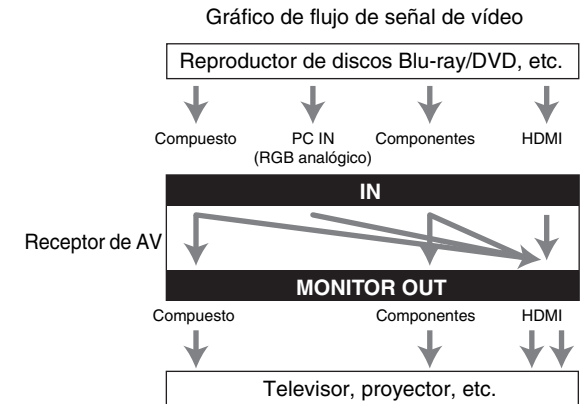 Gráfico de flujo de señal de vídeo
Reproductor de discos Blu-ray/DVD, etc.
Compuesto PC IN Componentes HDMI
(RGB analógico)
IN
Receptor de AV
MONITOR OUT
Compuesto Componentes HDMI
Televisor, proyector, etc.